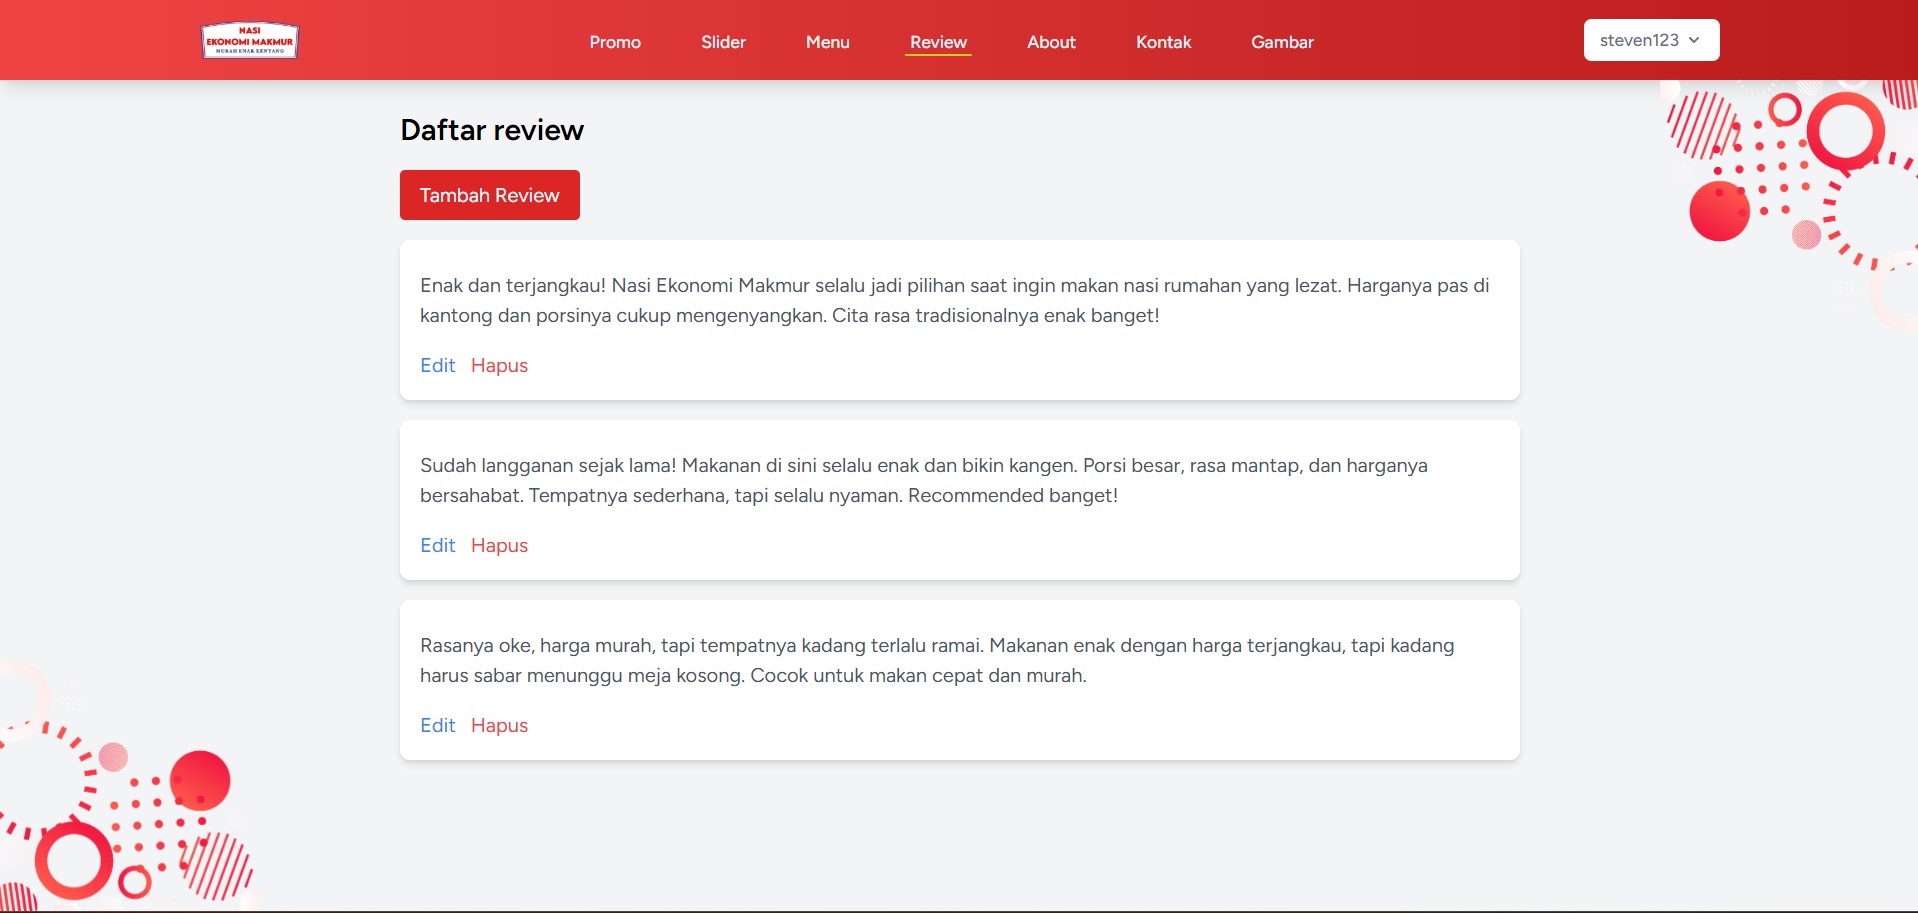 NASI
EKONOMI MAKMUR
MURAH ENAK KENYANG
Promo
Slider
Menu
Review
About
Kontak
Gambar
steven123
Daftar review
Tambah Review
Enak dan terjangkau! Nasi Ekonomi Makmur selalu jadi pilihan saat ingin makan nasi rumahan yang lezat. Harganya pas di
kantong dan porsinya cukup mengenyangkan. Cita rasa tradisionalnya enak banget!
Edit Hapus
Sudah langganan sejak lama! Makanan di sini selalu enak dan bikin kangen. Porsi besar, rasa mantap, dan harganya
bersahabat. Tempatnya sederhana, tapi selalu nyaman. Recommended banget!
Edit Hapus
Rasanya oke, harga murah, tapi tempatnya kadang terlalu ramai. Makanan enak dengan harga terjangkau, tapi kadang
harus sabar menunggu meja kosong. Cocok untuk makan cepat dan murah.
Edit Hapus